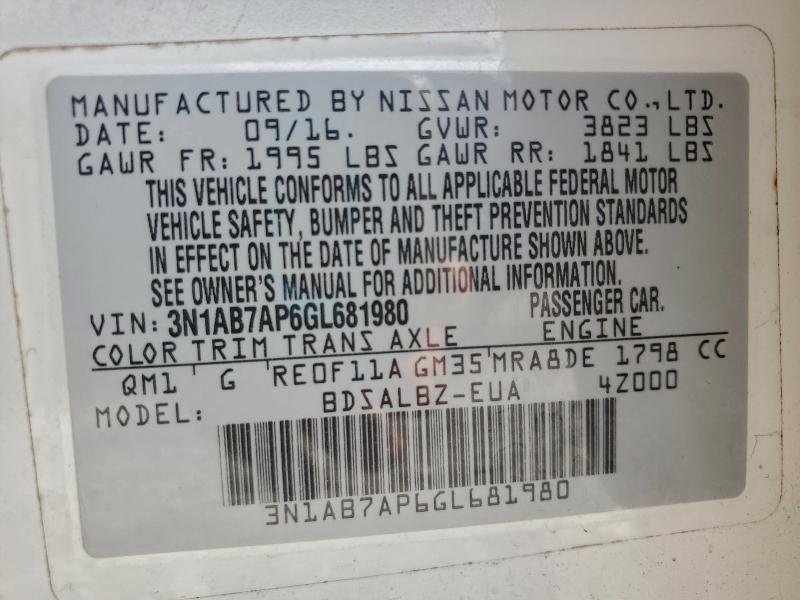 MANUFACTURED BY NISSAN MOTOR CO.,LTD.
DATE: 09/16. GVWR: 3823 LBS
GAWR FR: 1995 LBS GAWR RR: 1841 LBS
THIS VEHICLE CONFORMS TO ALL APPLICABLE FEDERAL MOTOR
VEHICLE SAFETY, BUMPER AND THEFT PREVENTION STANDARDS
IN EFFECT ON THE DATE OF MANUFACTURE SHOWN ABOVE.
SEE OWNER'S MANUAL FOR ADDITIONAL INFORMATION.
VIN: 3N1AB7AP6GL681980 PASSENGER CAR.
COLOR TRIM TRANS AXLE ENGINE
QM1 G RE0F11A GM35 MRA8DE 1798 CC
MODEL: BDSALBZ-EUA 4Z000
3N1AB7AP6GL681980